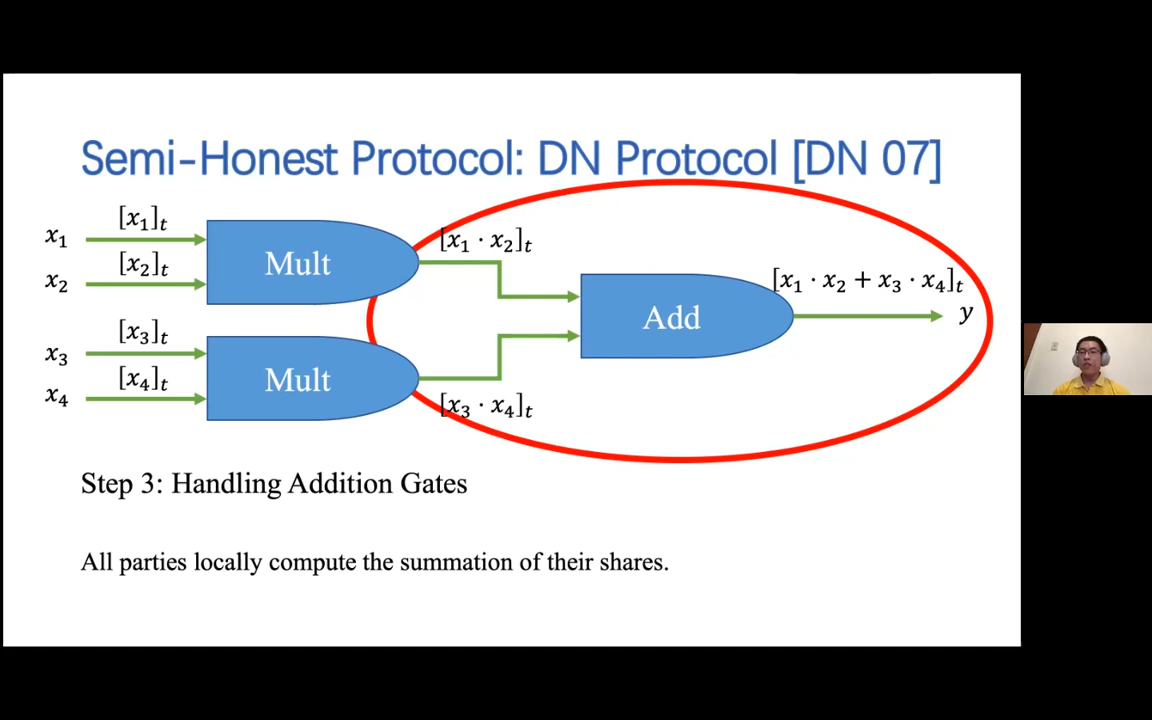 Semi-Honest Protocol: DN Protocol [DN 07]
x₁ [x₁]ₜ
x₂ [x₂]ₜ
Mult
[x₁ · x₂]ₜ
x₃ [x₃]ₜ
x₄ [x₄]ₜ
Mult
[x₃ · x₄]ₜ
Add
[x₁ · x₂ + x₃ · x₄]ₜ
y
Step 3: Handling Addition Gates
All parties locally compute the summation of their shares.